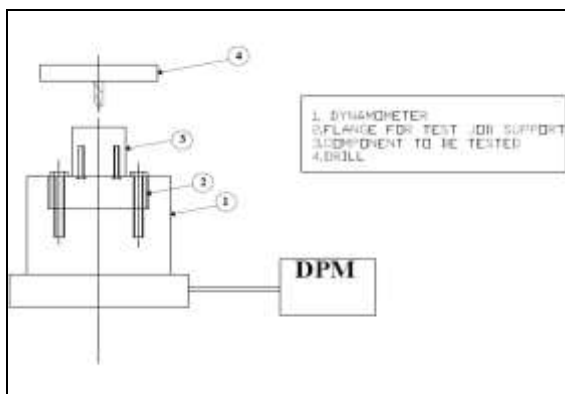 4
1. DYNAMOMETER
2.FLANGE FOR TEST JOB SUPPORT
3.COMPONENT TO BE TESTED
4.DRILL
3
2
1
DPM